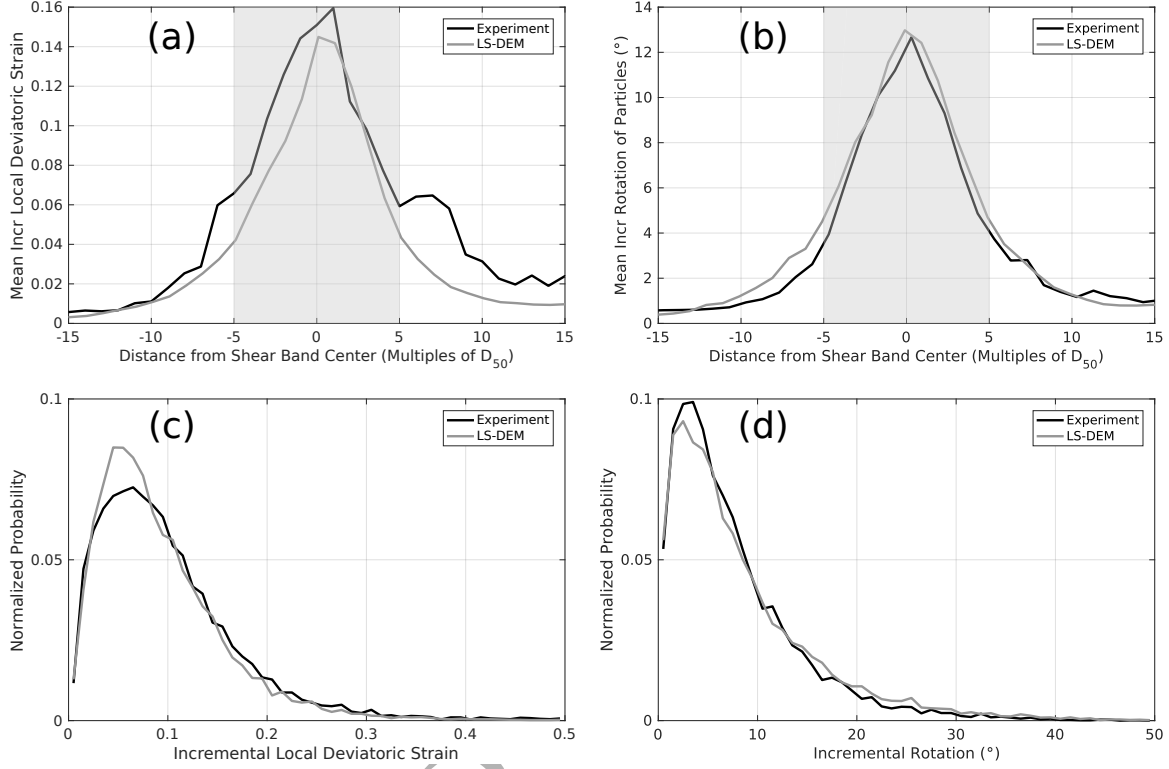 (a)
Experiment
LS-DEM
Mean Incr Local Deviatoric Strain
0.16
0.14
0.12
0.1
0.08
0.06
0.04
0.02
0
-15 -10 -5 0 5 10 15
Distance from Shear Band Center (Multiples of D50)
(b)
Experiment
LS-DEM
Mean Incr Rotation of Particles (°)
14
12
10
8
6
4
2
0
-15 -10 -5 0 5 10 15
Distance from Shear Band Center (Multiples of D50)
(c)
Experiment
LS-DEM
Normalized Probability
0.1
0.05
0
0 0.1 0.2 0.3 0.4 0.5
Incremental Local Deviatoric Strain
(d)
Experiment
LS-DEM
Normalized Probability
0.1
0.05
0
0 10 20 30 40 50
Incremental Rotation (°)